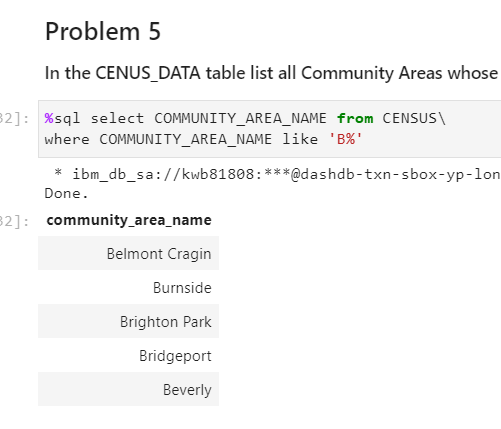 Problem 5
In the CENUS_DATA table list all Community Areas whose
32]: %sql select COMMUNITY_AREA_NAME from CENSUS\
where COMMUNITY_AREA_NAME like 'B%'
* ibm_db_sa://kwb81808:***@dashdb-txn-sbox-yp-lon
Done.
32]: community_area_name
Belmont Cragin
Burnside
Brighton Park
Bridgeport
Beverly